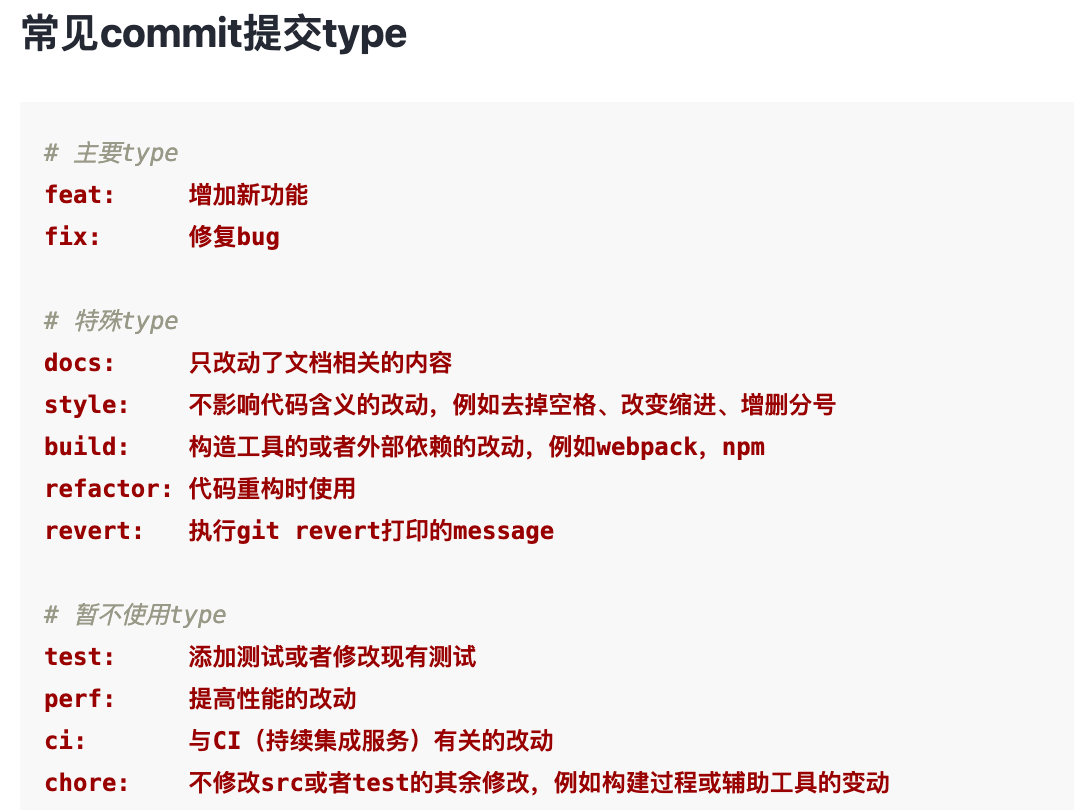 常见commit提交type
# 主要type
feat: 增加新功能
fix: 修复bug
# 特殊type
docs: 只改动了文档相关的内容
style: 不影响代码含义的改动，例如去掉空格、改变缩进、增删分号
build: 构造工具的或者外部依赖的改动，例如webpack，npm
refactor: 代码重构时使用
revert: 执行git revert打印的message
# 暂不使用type
test: 添加测试或者修改现有测试
perf: 提高性能的改动
ci: 与CI（持续集成服务）有关的改动
chore: 不修改src或者test的其余修改，例如构建过程或辅助工具的变动